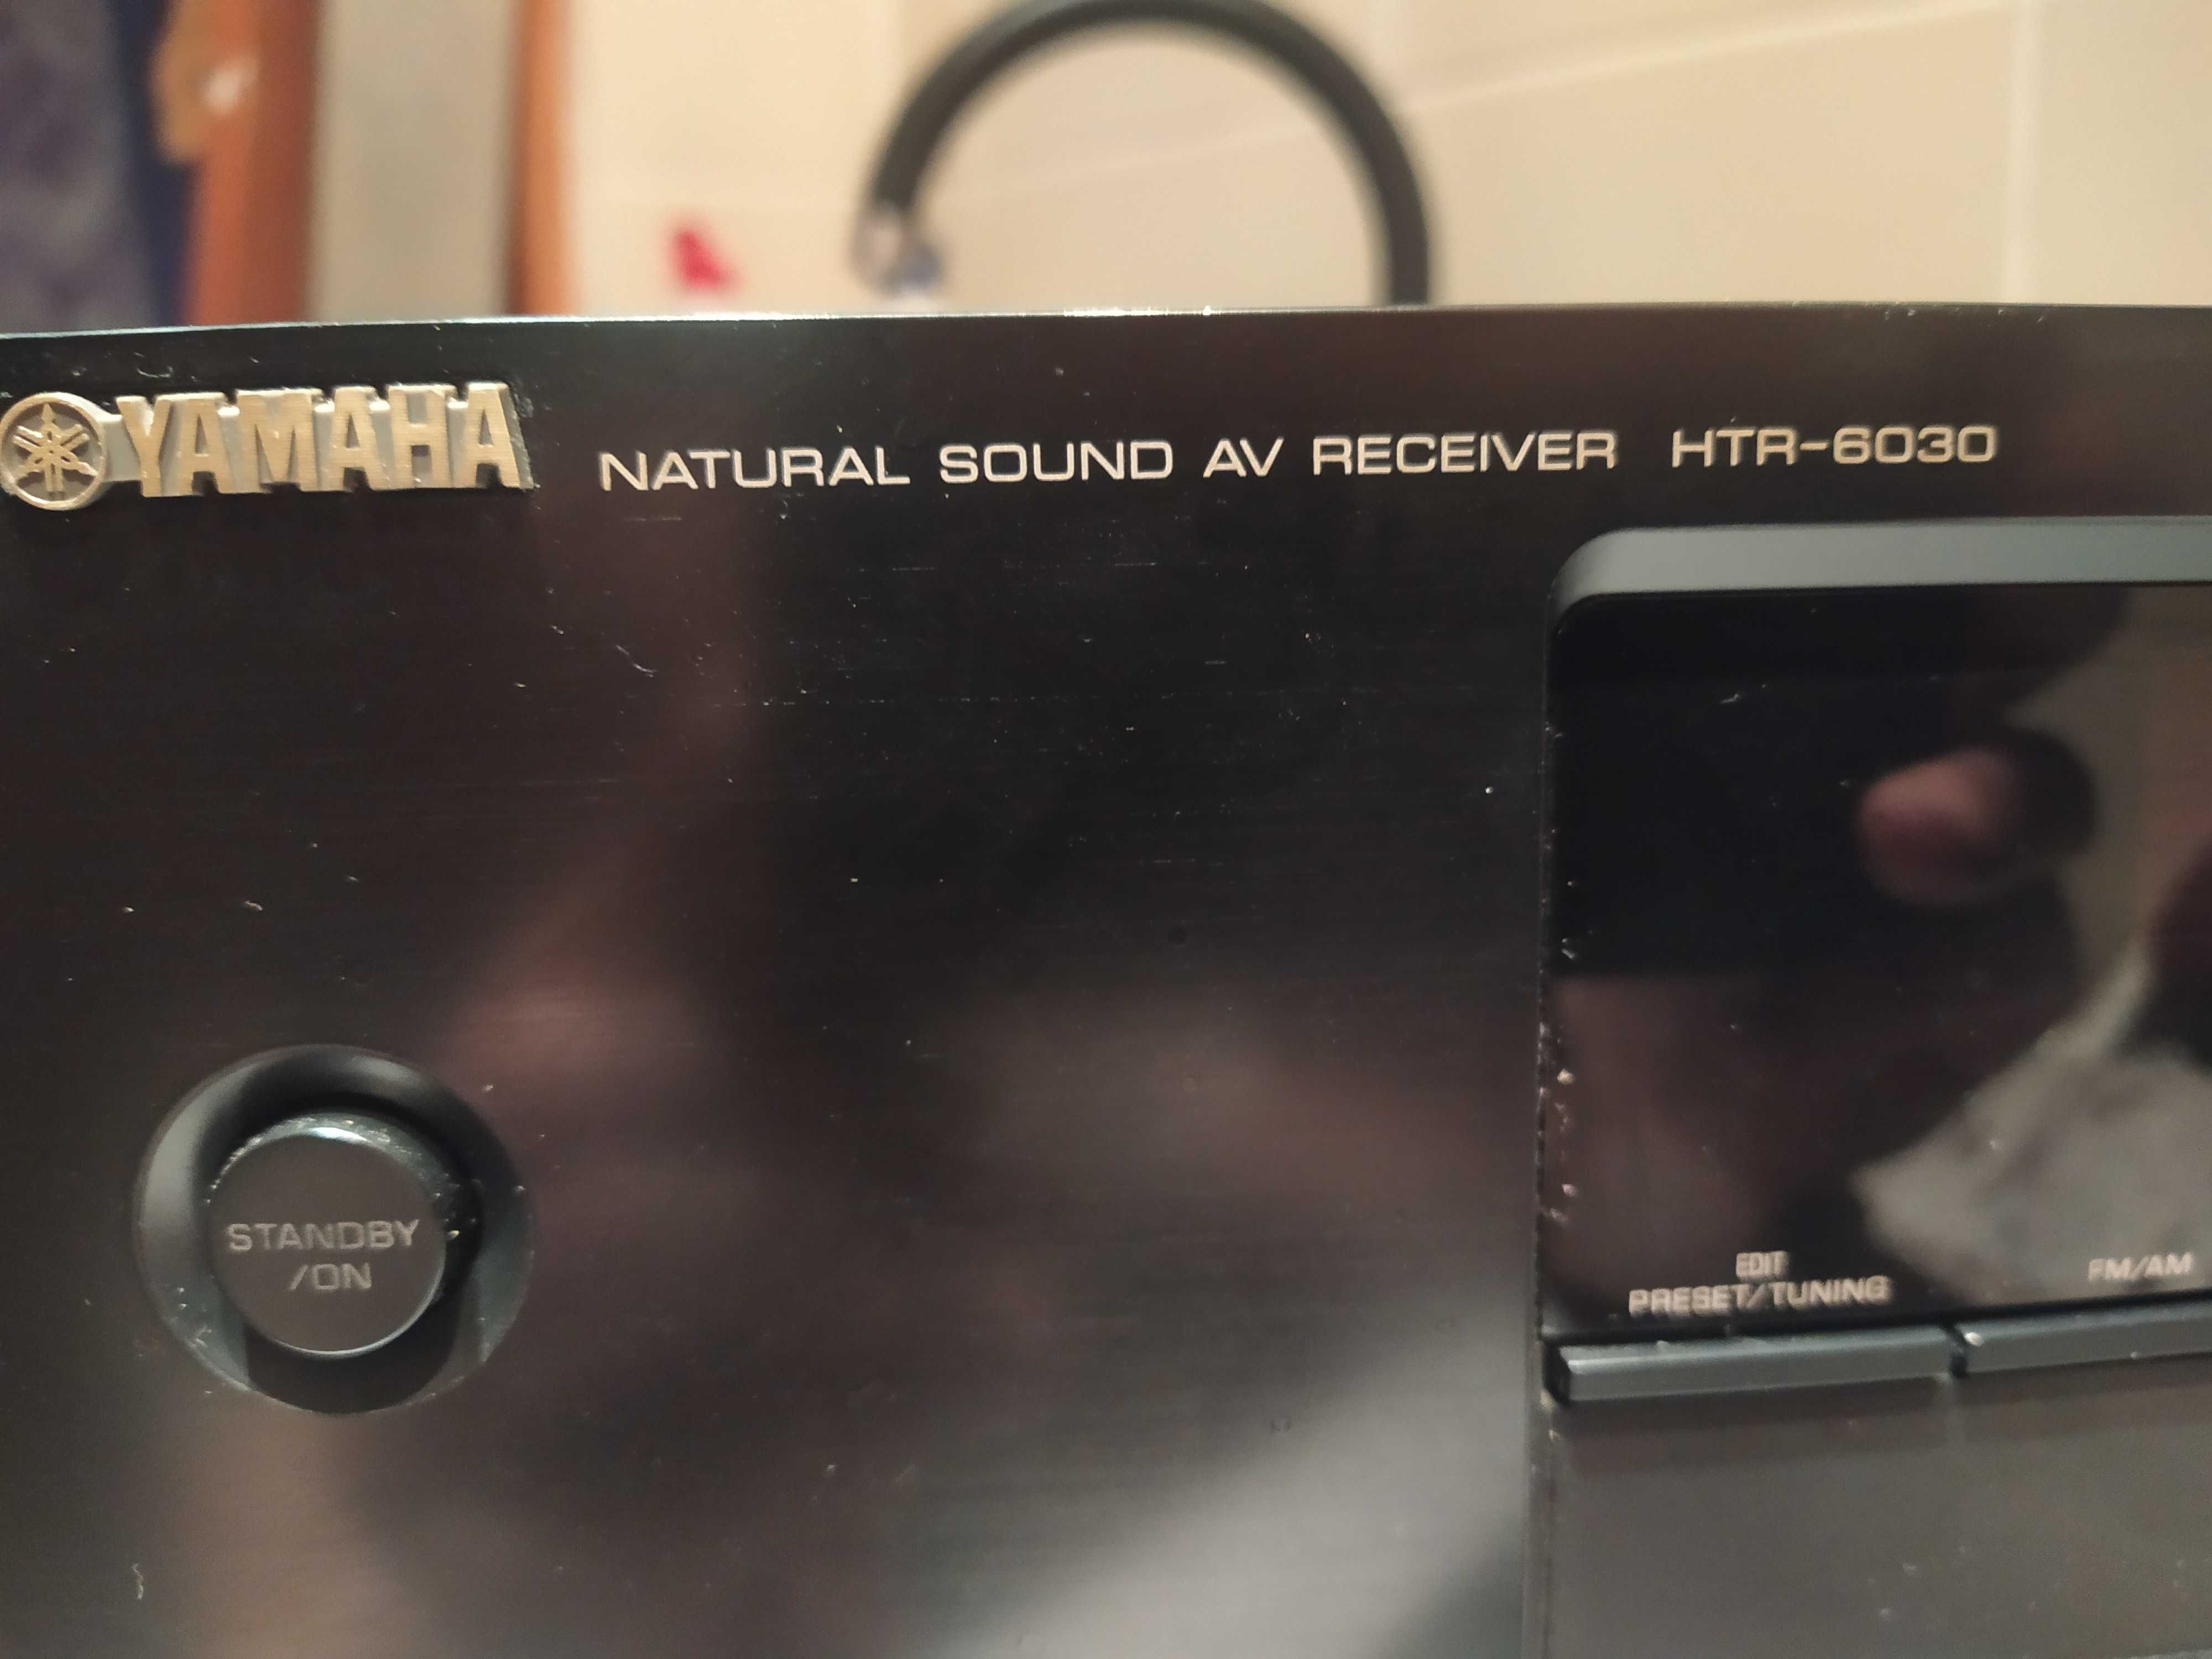 YAMAHA NATURAL SOUND AV RECEIVER HTR-6030
STANDBY
/ON
EDIT
PRESET/TUNING
FM/AM